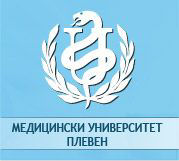 МЕДИЦИНСКИ УНИВЕРСИТЕТ
ПЛЕВЕН